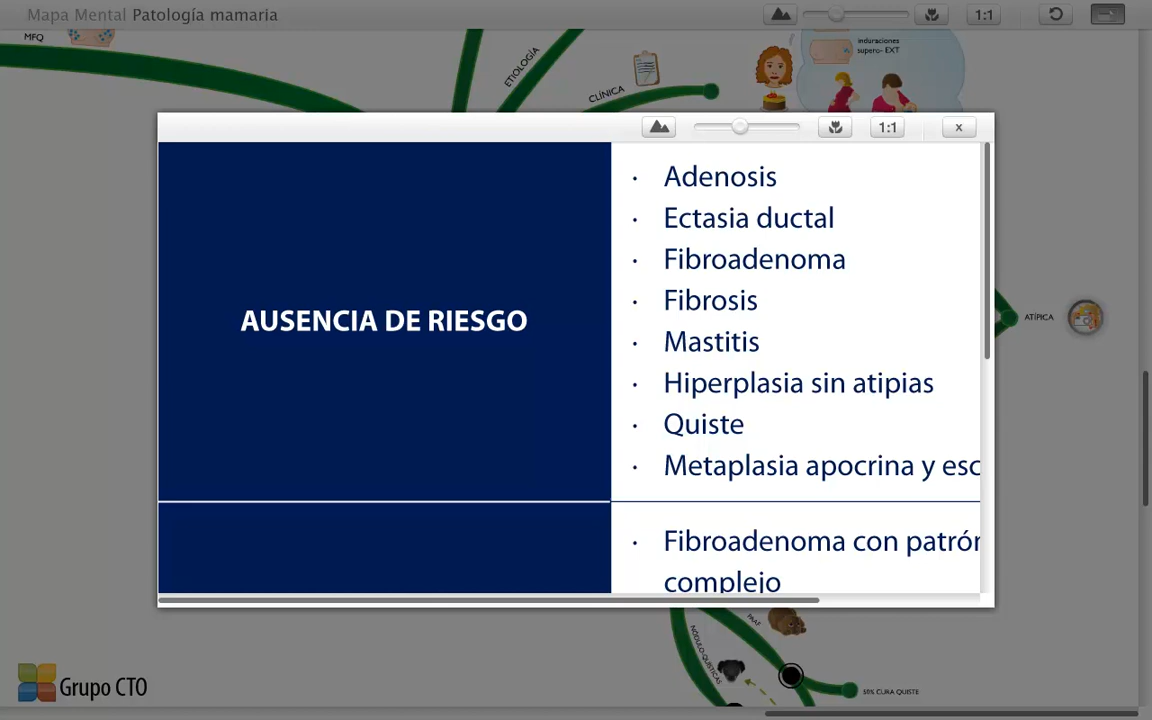 Mapa Mental Patología mamaria
1:1
MFQ
ETIOLOGÍA
CLÍNICA
induraciones
supero- EXT
1:1
x
AUSENCIA DE RIESGO
· Adenosis
· Ectasia ductal
· Fibroadenoma
· Fibrosis
· Mastitis
· Hiperplasia sin atipias
· Quiste
· Metaplasia apocrina y esc
· Fibroadenoma con patrón
complejo
ATÍPICA
PAAF
NÓDULO-QUÍSTICAS
50% CURA QUISTE
Grupo CTO